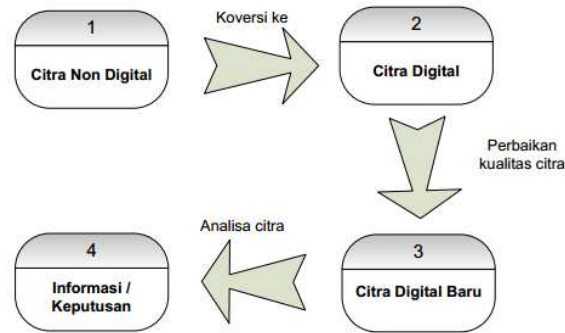 1
Citra Non Digital
Koversi ke
2
Citra Digital
Perbaikan
kualitas citra
3
Citra Digital Baru
Analisa citra
4
Informasi /
Keputusan